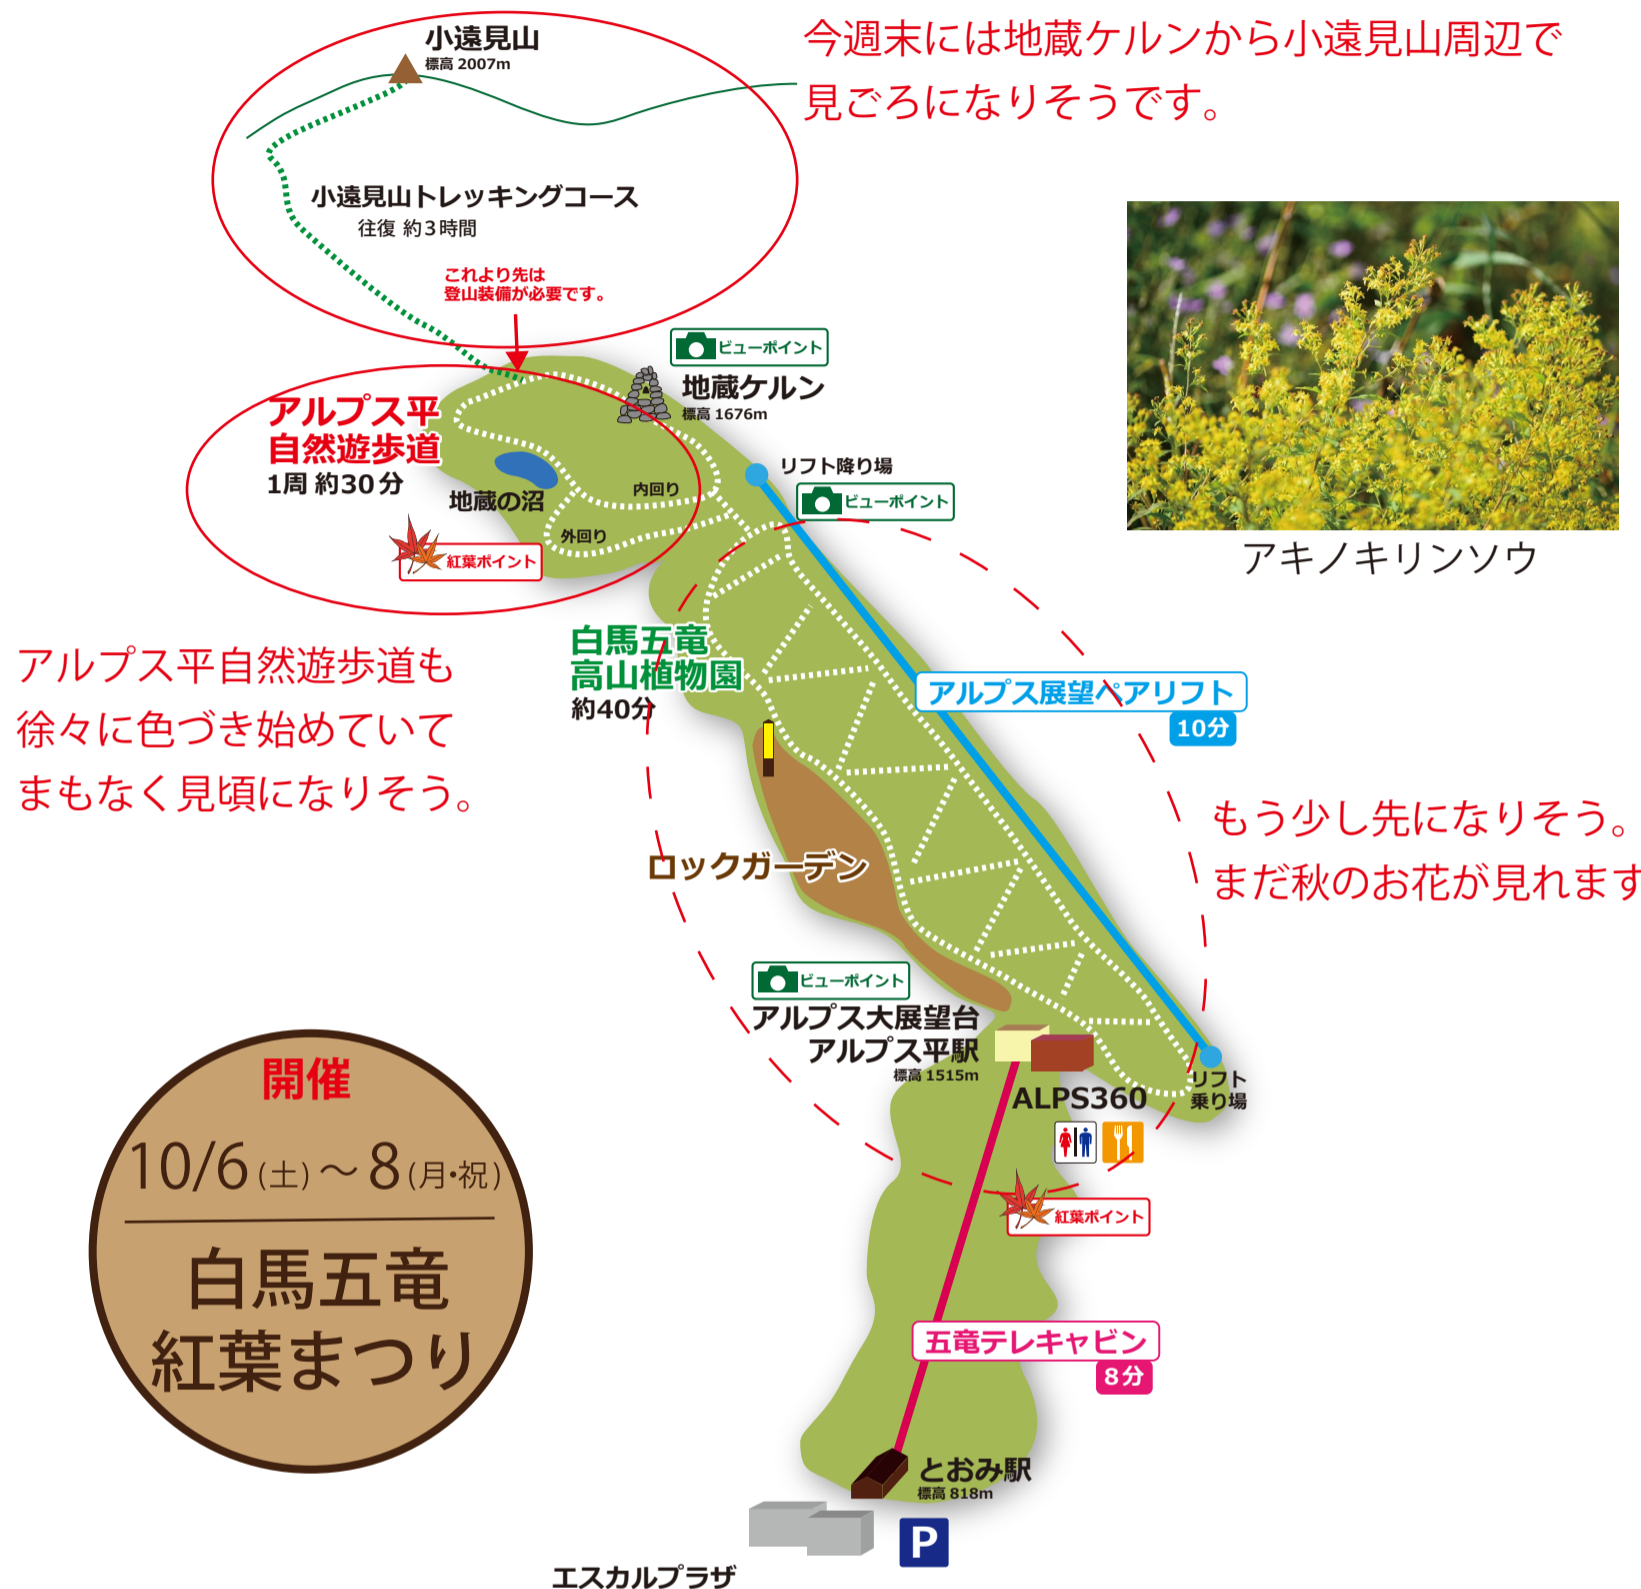 小遠見山
標高 2007m
今週末には地蔵ケルンから小遠見山周辺で
見ごろになりそうです。
小遠見山トレッキングコース
往復 約3時間
これより先は
登山装備が必要です。
ビューポイント
地蔵ケルン
標高 1676m
アルプス平
自然遊歩道
1周 約30分
リフト降り場
ビューポイント
地蔵の沼
内回り
外回り
紅葉ポイント
アキノキリンソウ
白馬五竜
高山植物園
約40分
アルプス平自然遊歩道も
徐々に色づき始めていて
まもなく見頃になりそう。
アルプス展望ペアリフト
10分
もう少し先になりそう。
まだ秋のお花が見れます
ロックガーデン
ビューポイント
アルプス大展望台
アルプス平駅
標高 1515m
ALPS360
リフト
乗り場
開催
10/6(土)～8(月・祝)
白馬五竜
紅葉まつり
紅葉ポイント
五竜テレキャビン
8分
とおみ駅
標高 818m
P
エスカルプラザ